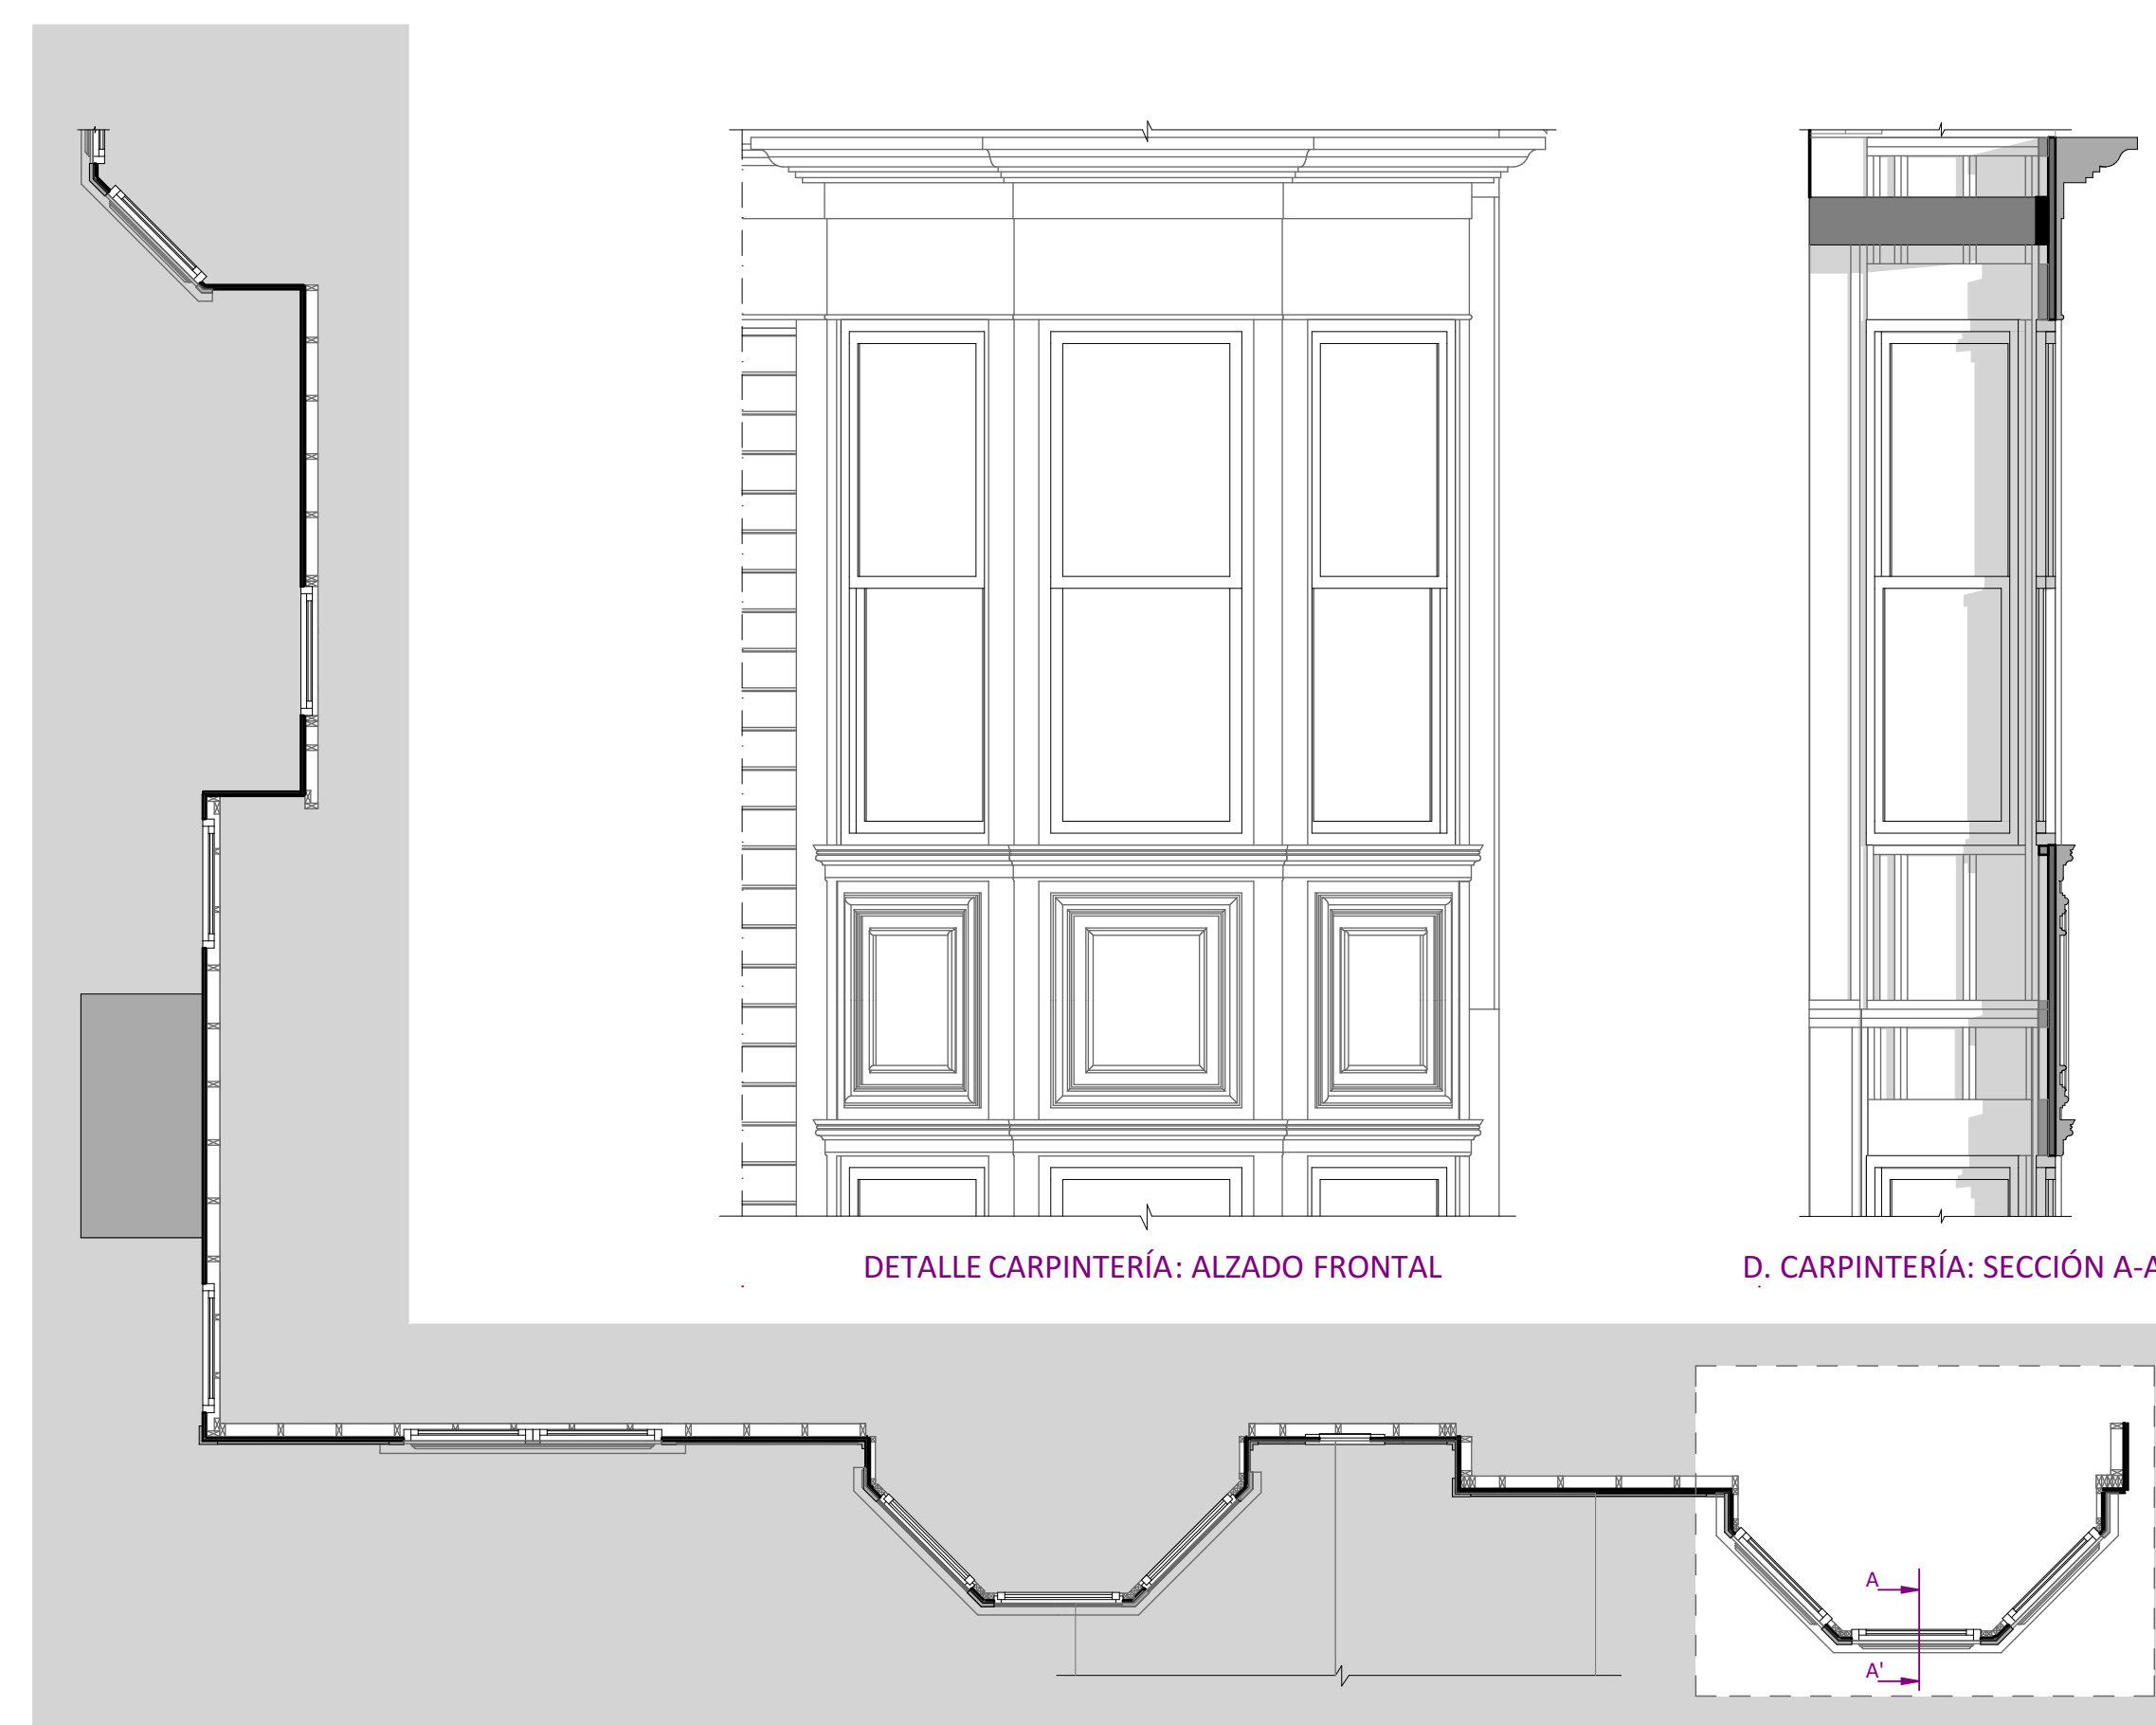 DETALLE CARPINTERÍA: ALZADO FRONTAL
D. CARPINTERÍA: SECCIÓN A-A
A
A'